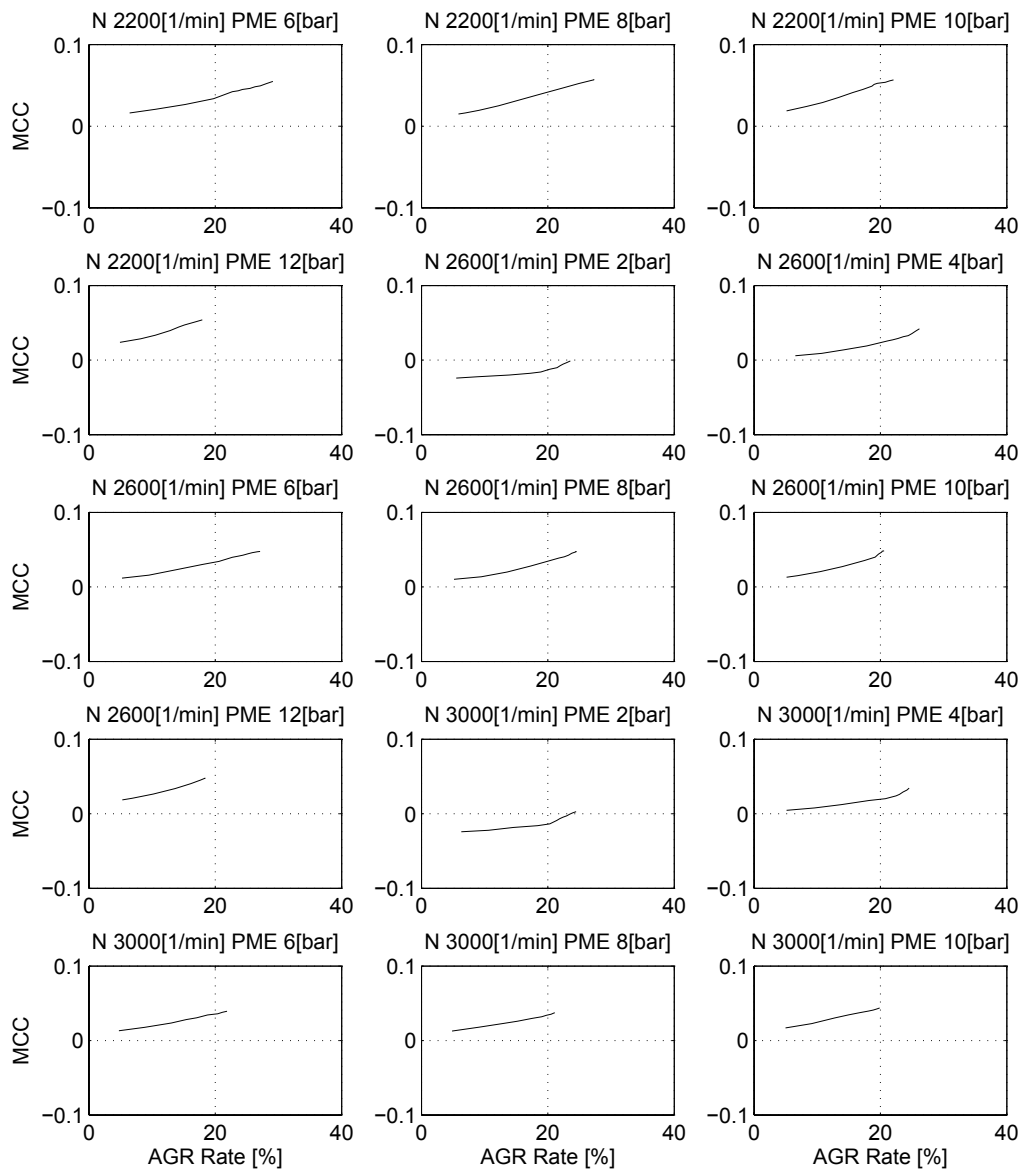 N 2200[1/min] PME 6[bar]
N 2200[1/min] PME 8[bar]
N 2200[1/min] PME 10[bar]
0.1
0
−0.1
MCC
0 20 40
0.1
0
−0.1
0 20 40
0.1
0
−0.1
0 20 40
N 2200[1/min] PME 12[bar]
N 2600[1/min] PME 2[bar]
N 2600[1/min] PME 4[bar]
0.1
0
−0.1
MCC
0 20 40
0.1
0
−0.1
0 20 40
0.1
0
−0.1
0 20 40
N 2600[1/min] PME 6[bar]
N 2600[1/min] PME 8[bar]
N 2600[1/min] PME 10[bar]
0.1
0
−0.1
MCC
0 20 40
0.1
0
−0.1
0 20 40
0.1
0
−0.1
0 20 40
N 2600[1/min] PME 12[bar]
N 3000[1/min] PME 2[bar]
N 3000[1/min] PME 4[bar]
0.1
0
−0.1
MCC
0 20 40
0.1
0
−0.1
0 20 40
0.1
0
−0.1
0 20 40
N 3000[1/min] PME 6[bar]
N 3000[1/min] PME 8[bar]
N 3000[1/min] PME 10[bar]
0.1
0
−0.1
MCC
0 20 40
AGR Rate [%]
0.1
0
−0.1
0 20 40
AGR Rate [%]
0.1
0
−0.1
0 20 40
AGR Rate [%]